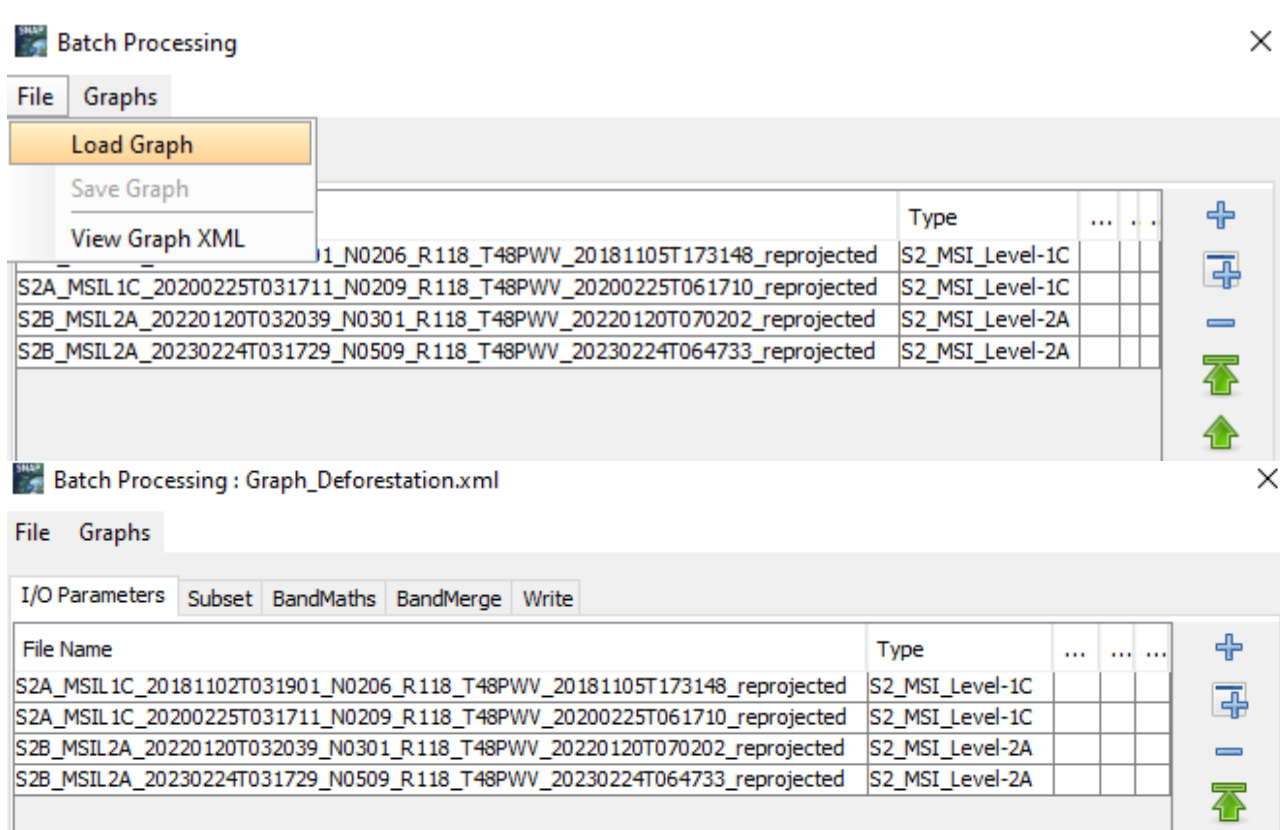 SNAP
Batch Processing
File Graphs
Load Graph
Save Graph
View Graph XML
Type ... . ..
01_N0206_R118_T48PWV_20181105T173148_reprojected S2_MSI_Level-1C
S2A_MSIL1C_20200225T031711_N0209_R118_T48PWV_20200225T061710_reprojected S2_MSI_Level-1C
S2B_MSIL2A_20220120T032039_N0301_R118_T48PWV_20220120T070202_reprojected S2_MSI_Level-2A
S2B_MSIL2A_20230224T031729_N0509_R118_T48PWV_20230224T064733_reprojected S2_MSI_Level-2A
SNAP
Batch Processing : Graph_Deforestation.xml
File Graphs
I/O Parameters Subset BandMaths BandMerge Write
File Name Type ... ... ...
S2A_MSIL1C_20181102T031901_N0206_R118_T48PWV_20181105T173148_reprojected S2_MSI_Level-1C
S2A_MSIL1C_20200225T031711_N0209_R118_T48PWV_20200225T061710_reprojected S2_MSI_Level-1C
S2B_MSIL2A_20220120T032039_N0301_R118_T48PWV_20220120T070202_reprojected S2_MSI_Level-2A
S2B_MSIL2A_20230224T031729_N0509_R118_T48PWV_20230224T064733_reprojected S2_MSI_Level-2A